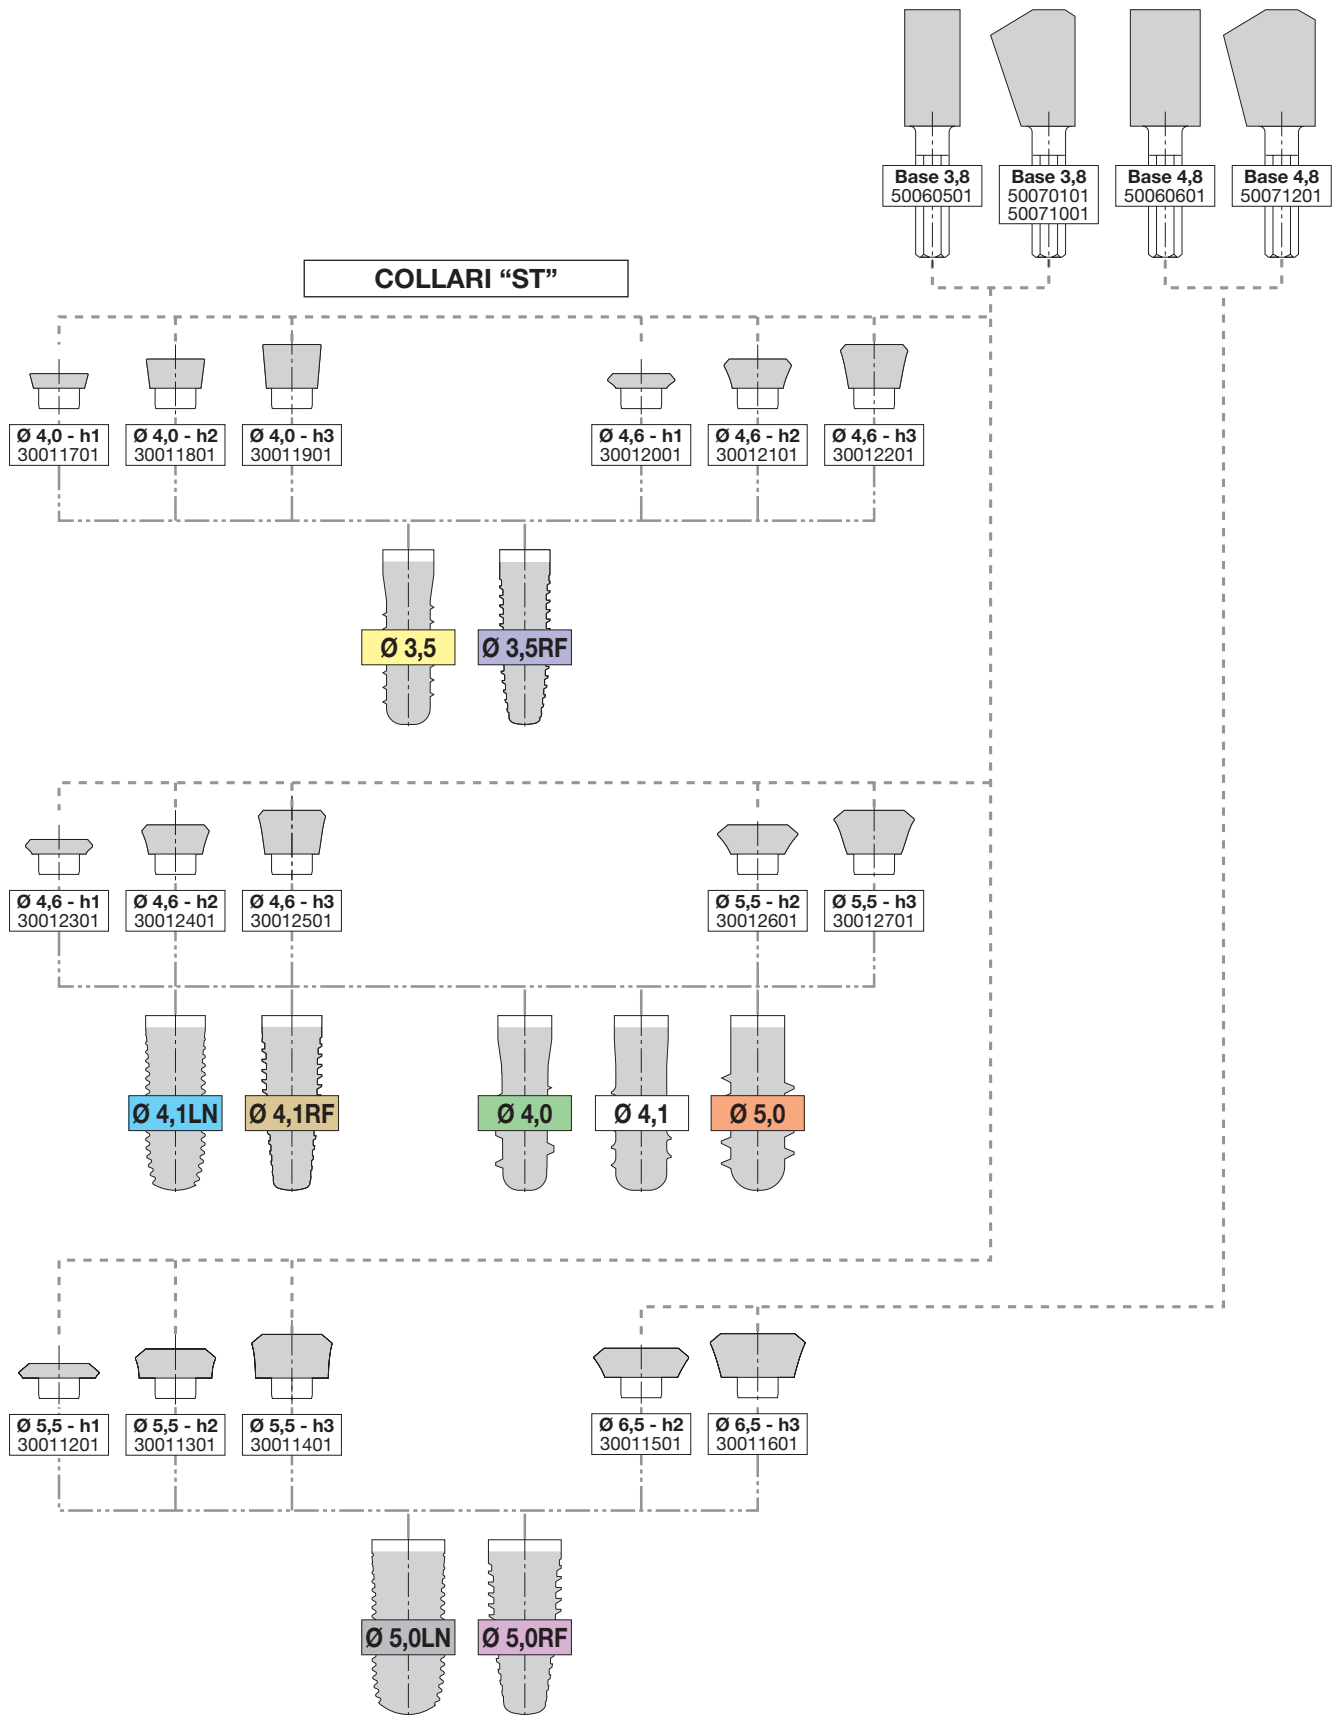 Base 3,8
50060501
Base 3,8
50070101
50071001
Base 4,8
50060601
Base 4,8
50071201
COLLARI “ST”
Ø 4,0 - h1
30011701
Ø 4,0 - h2
30011801
Ø 4,0 - h3
30011901
Ø 4,6 - h1
30012001
Ø 4,6 - h2
30012101
Ø 4,6 - h3
30012201
Ø 3,5
Ø 3,5RF
Ø 4,6 - h1
30012301
Ø 4,6 - h2
30012401
Ø 4,6 - h3
30012501
Ø 5,5 - h2
30012601
Ø 5,5 - h3
30012701
Ø 4,1LN
Ø 4,1RF
Ø 4,0
Ø 4,1
Ø 5,0
Ø 5,5 - h1
30011201
Ø 5,5 - h2
30011301
Ø 5,5 - h3
30011401
Ø 6,5 - h2
30011501
Ø 6,5 - h3
30011601
Ø 5,0LN
Ø 5,0RF